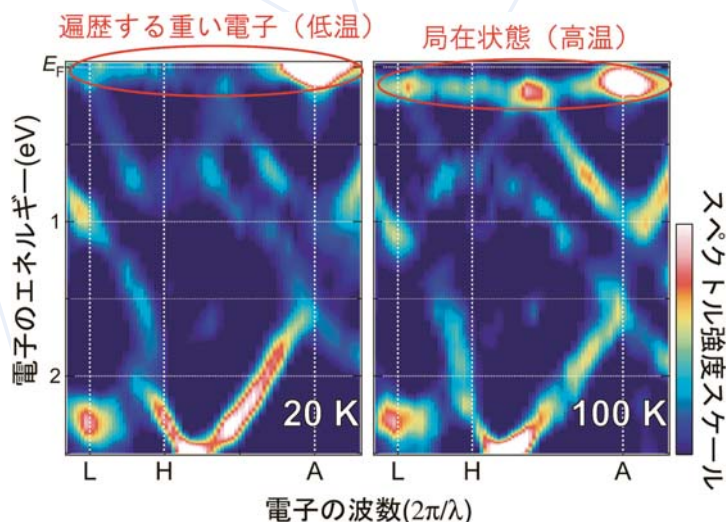 遍歴する重い電子（低温）
局在状態（高温）
EF
電子のエネルギー(eV)
1
2
20 K
100 K
L
H
A
L
H
A
電子の波数(2π/λ)
スペクトル強度スケール